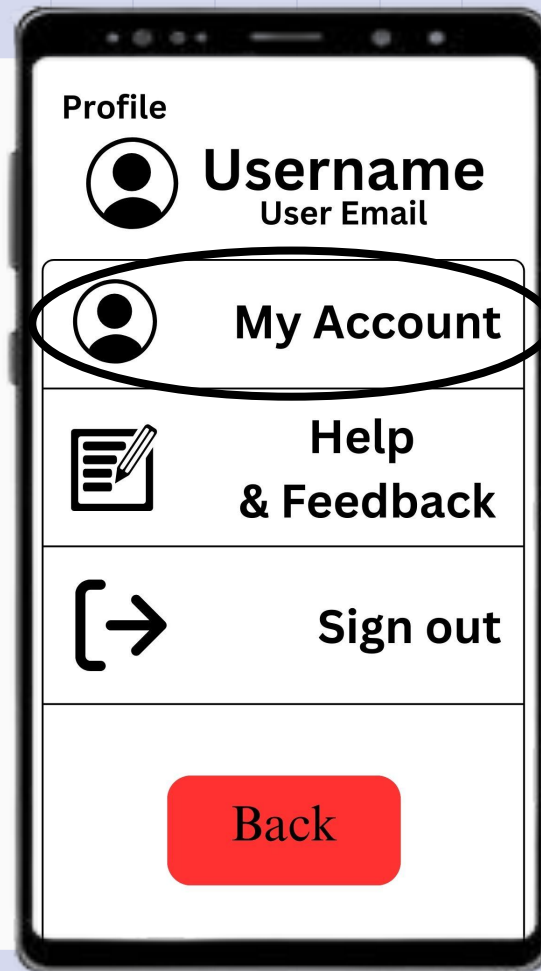 Profile
Username
User Email
My Account
Help
& Feedback
Sign out
Back